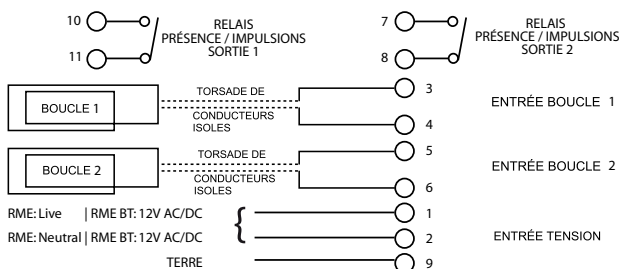 10
11
RELAIS
PRÉSENCE / IMPULSIONS
SORTIE 1
7
8
RELAIS
PRÉSENCE / IMPULSIONS
SORTIE 2
BOUCLE 1
TORSADE DE
CONDUCTEURS
ISOLES
3
4
ENTRÉE BOUCLE 1
BOUCLE 2
TORSADE DE
CONDUCTEURS
ISOLES
5
6
ENTRÉE BOUCLE 2
RME: Live | RME BT: 12V AC/DC
1
RME: Neutral | RME BT: 12V AC/DC
2
ENTRÉE TENSION
TERRE
9